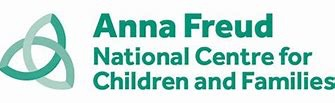 Anna Freud
National Centre for
Children and Families